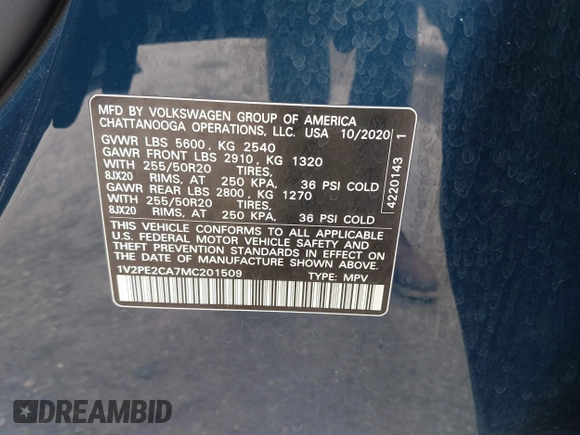 MFD BY VOLKSWAGEN GROUP OF AMERICA
CHATTANOOGA OPERATIONS, LLC. USA 10/2020
GVWR LBS 5600, KG 2540
GAWR FRONT LBS 2910, KG 1320
WITH 255/50R20 TIRES,
8JX20 RIMS, AT 250 KPA, 36 PSI COLD
GAWR REAR LBS 2800, KG 1270
WITH 255/50R20 TIRES,
8JX20 RIMS, AT 250 KPA, 36 PSI COLD
THIS VEHICLE CONFORMS TO ALL APPLICABLE
U.S. FEDERAL MOTOR VEHICLE SAFETY AND
THEFT PREVENTION STANDARDS IN EFFECT ON
THE DATE OF MANUFACTURE SHOWN ABOVE.
1V2PE2CA7MC201509 TYPE: MPV
4220143 1
DREAMBID